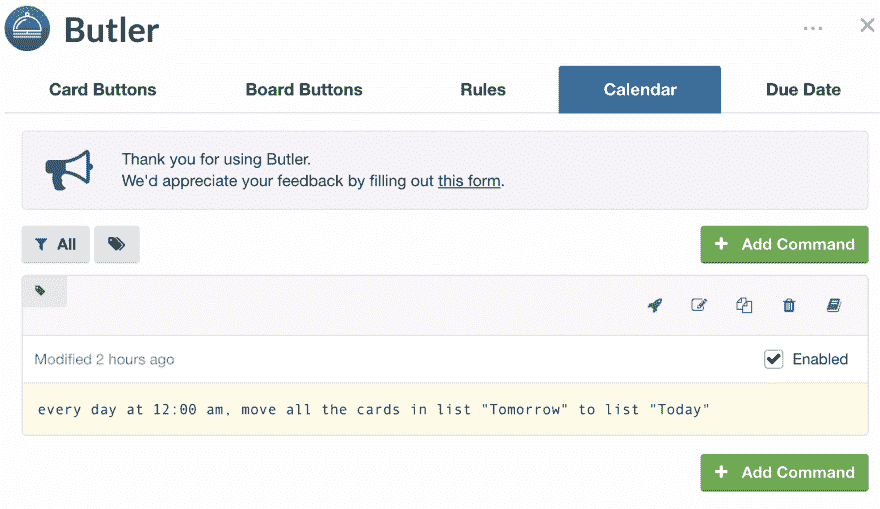 Butler
Card Buttons Board Buttons Rules Calendar Due Date
Thank you for using Butler.
We'd appreciate your feedback by filling out this form.
All + Add Command
Modified 2 hours ago Enabled
every day at 12:00 am, move all the cards in list "Tomorrow" to list "Today"
+ Add Command